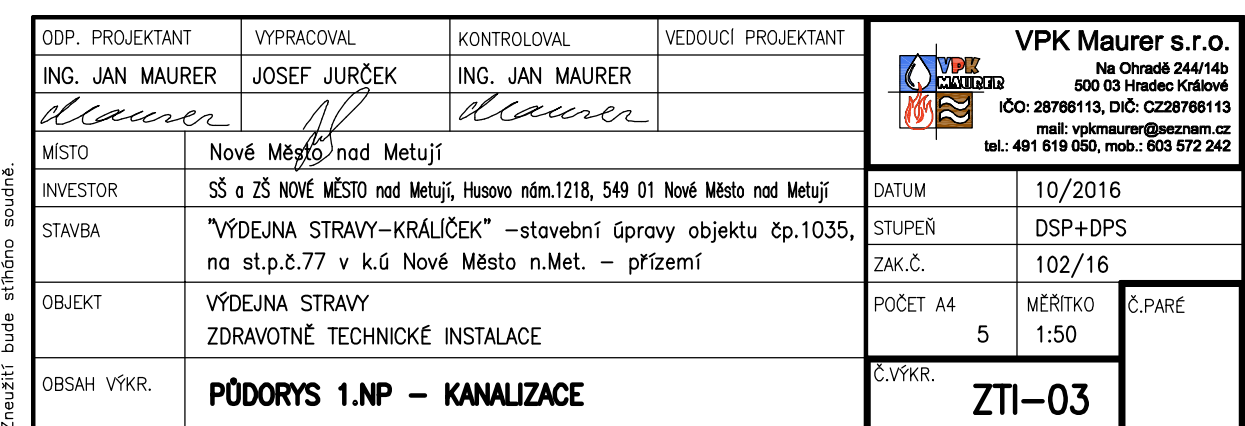 ODP. PROJEKTANT VYPRACOVAL KONTROLOVAL VEDOUCÍ PROJEKTANT
ING. JAN MAURER JOSEF JURČEK ING. JAN MAURER
Maurer Maurer
VPK MAURER
VPK Maurer s.r.o.
Na Ohradě 244/14b
500 03 Hradec Králové
IČO: 28766113, DIČ: CZ28766113
mail: vpkmaurer@seznam.cz
tel.: 491 619 050, mob.: 603 572 242
MÍSTO Nové Město nad Metují
INVESTOR SŠ a ZŠ NOVÉ MĚSTO nad Metují, Husovo nám.1218, 549 01 Nové Město nad Metují
DATUM 10/2016
STAVBA "VÝDEJNA STRAVY-KRÁLÍČEK" -stavební úpravy objektu čp.1035,
na st.p.č.77 v k.ú Nové Město n.Met. - přízemí
STUPEŇ DSP+DPS
ZAK.Č. 102/16
OBJEKT VÝDEJNA STRAVY
ZDRAVOTNĚ TECHNICKÉ INSTALACE
POČET A4 MĚŘÍTKO Č.PARÉ
5 1:50
OBSAH VÝKR. PŮDORYS 1.NP - KANALIZACE
Č.VÝKR.
ZTI-03
Zneužití bude stíháno soudně.